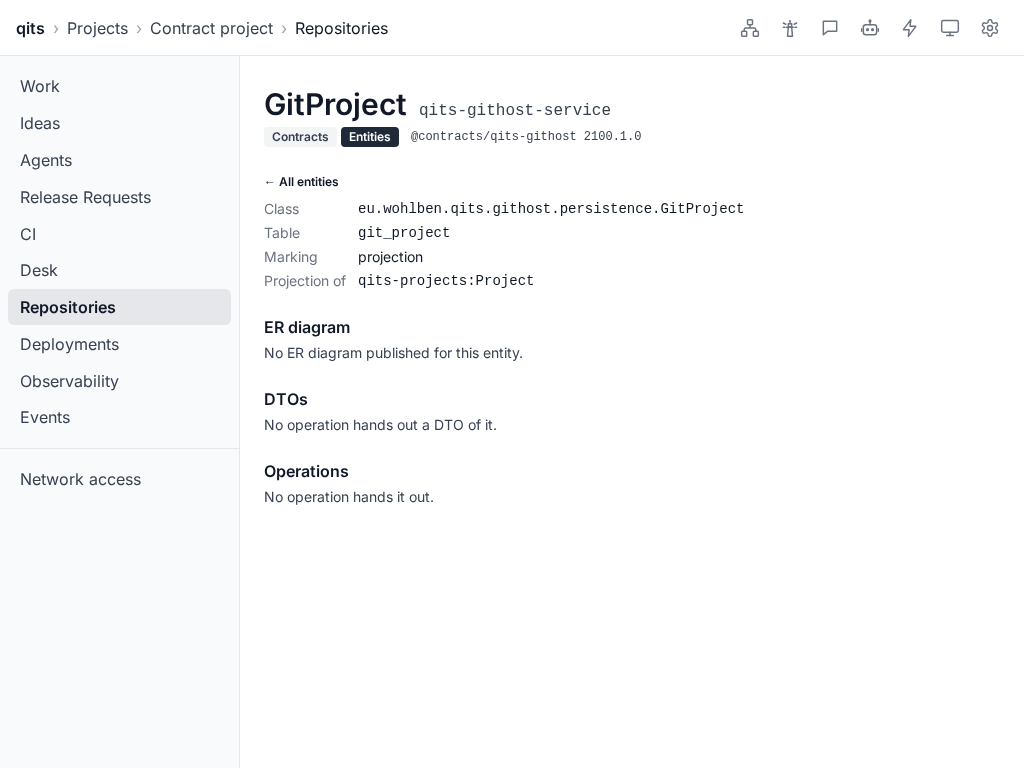 qits › Projects › Contract project › Repositories
Work
Ideas
Agents
Release Requests
CI
Desk
Repositories
Deployments
Observability
Events
Network access
GitProject qits-githost-service
Contracts Entities @contracts/qits-githost 2100.1.0
← All entities
Class eu.wohlben.qits.githost.persistence.GitProject
Table git_project
Marking projection
Projection of qits-projects:Project
ER diagram
No ER diagram published for this entity.
DTOs
No operation hands out a DTO of it.
Operations
No operation hands it out.